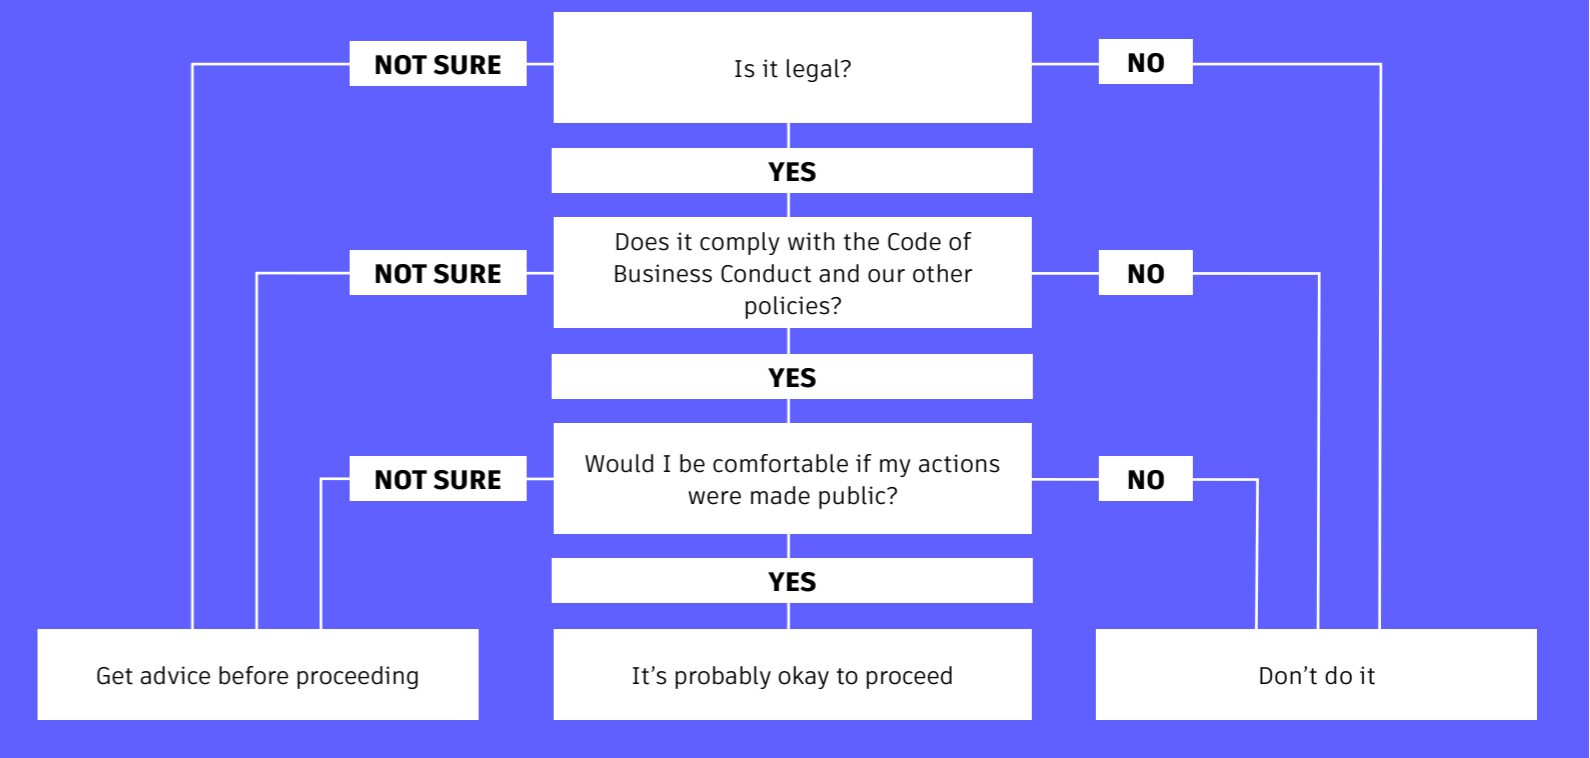 NOT SURE
Is it legal?
NO
YES
NOT SURE
Does it comply with the Code of
Business Conduct and our other
policies?
NO
YES
NOT SURE
Would I be comfortable if my actions
were made public?
NO
YES
Get advice before proceeding
It’s probably okay to proceed
Don’t do it